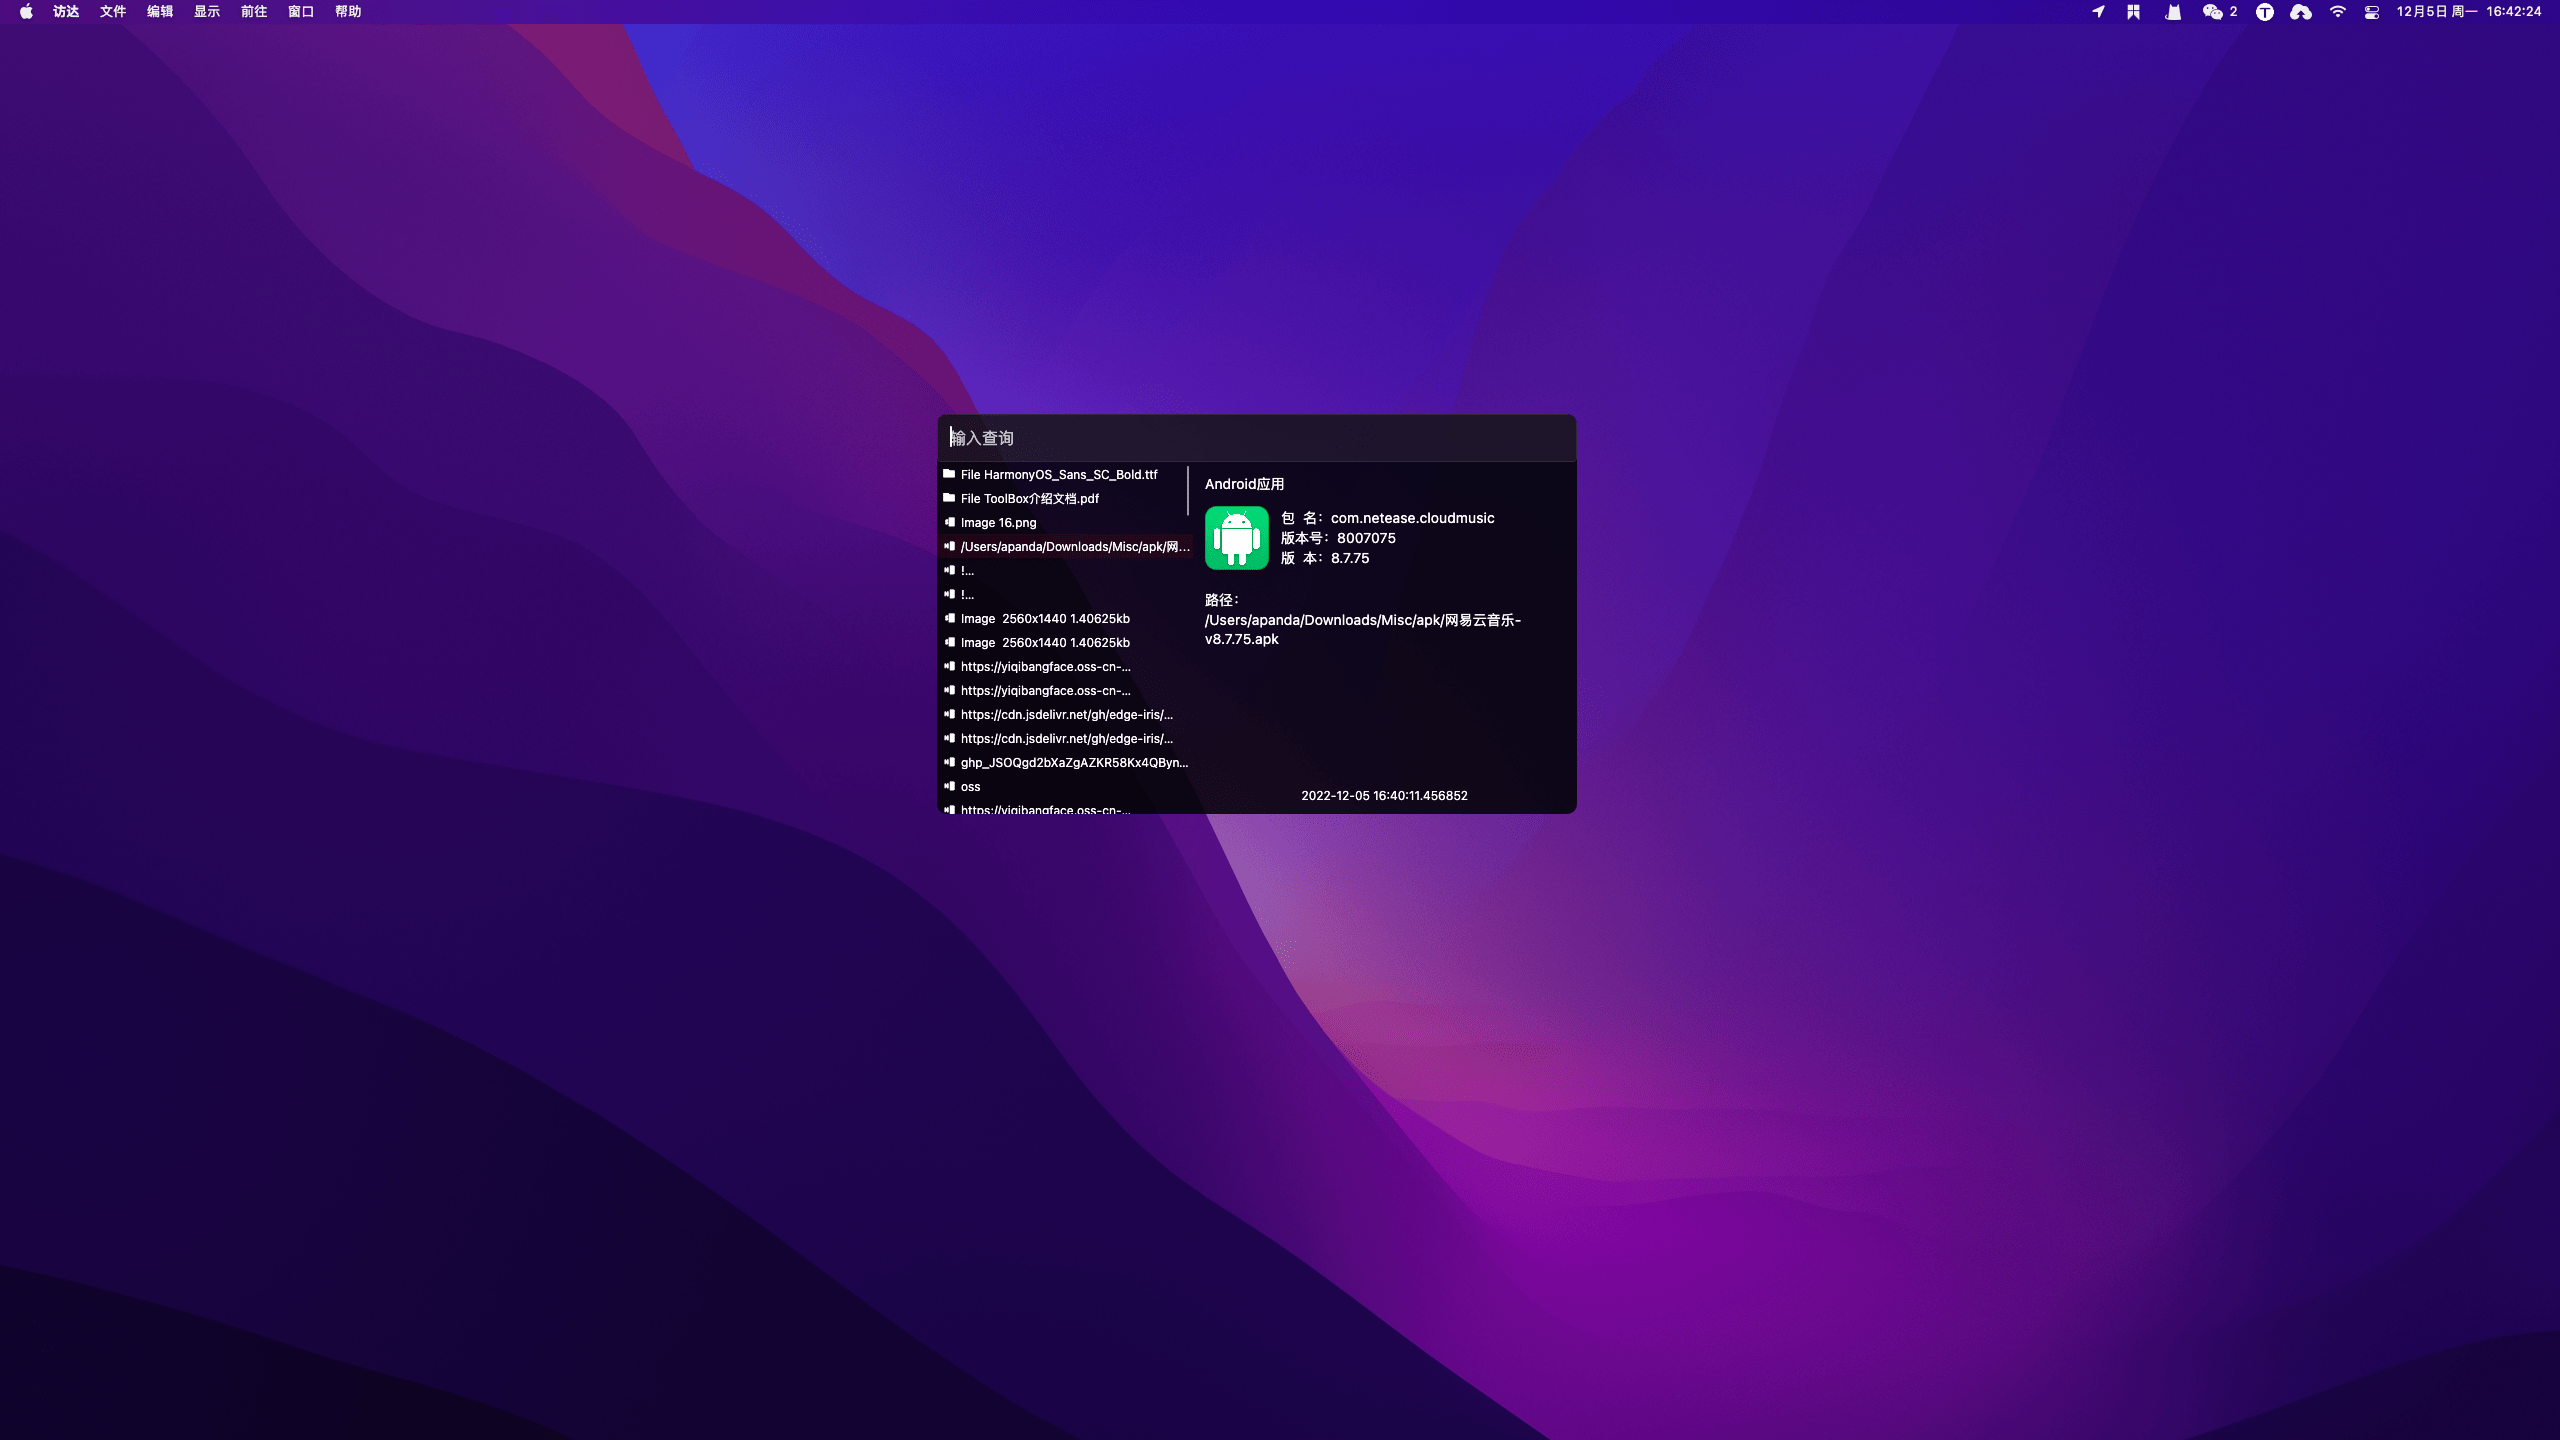 访达 文件 编辑 显示 前往 窗口 帮助
2 T 12月5日 周一 16:42:24
输入查询
File HarmonyOS_Sans_SC_Bold.ttf
File ToolBox介绍文档.pdf
Image 16.png
/Users/apanda/Downloads/Misc/apk/网...
!...
!...
Image 2560x1440 1.40625kb
Image 2560x1440 1.40625kb
https://yiqibangface.oss-cn-...
https://yiqibangface.oss-cn-...
https://cdn.jsdelivr.net/gh/edge-iris/...
https://cdn.jsdelivr.net/gh/edge-iris/...
ghp_JSOQgd2bXaZgAZKR58Kx4QByn...
oss
https://yiqibangface.oss-cn-...
Android应用
包 名：com.netease.cloudmusic
版本号：8007075
版 本：8.7.75
路径：
/Users/apanda/Downloads/Misc/apk/网易云音乐-
v8.7.75.apk
2022-12-05 16:40:11.456852